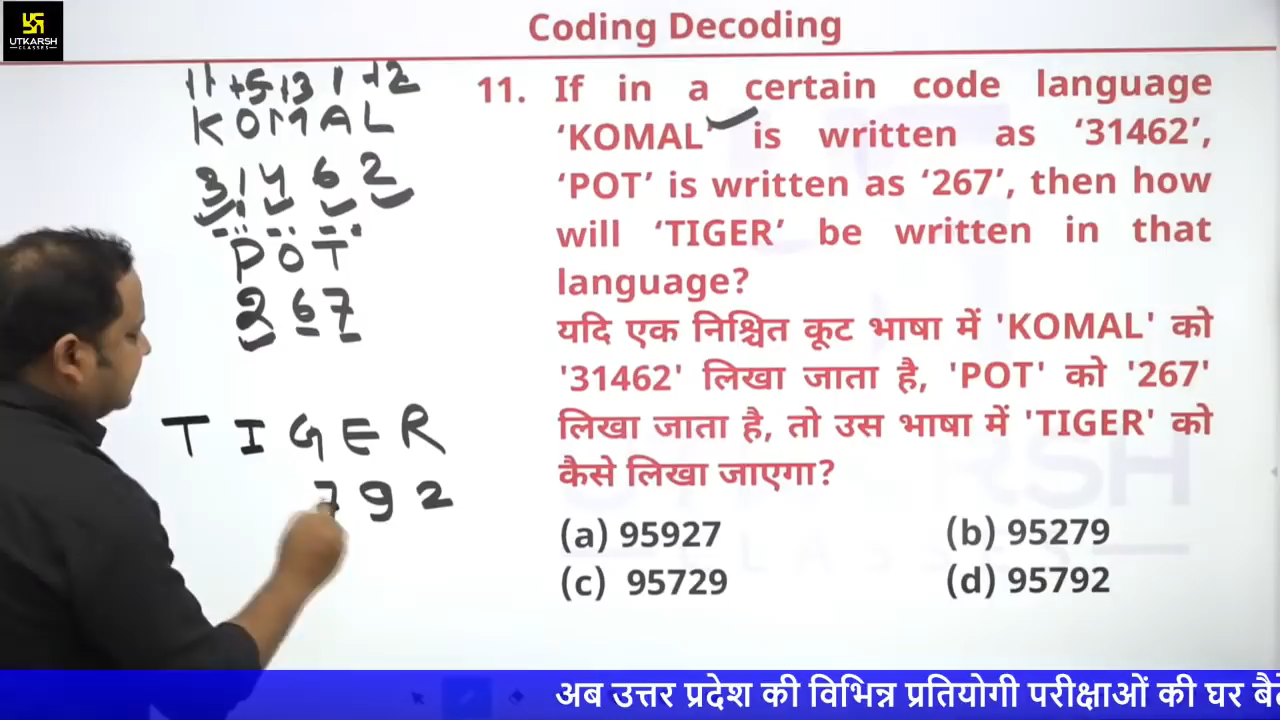 UTKARSH
CLASSES
Coding Decoding
11 +5 13 1 +2
KOMAL
31462
POT
267
TIGER
792
11. If in a certain code language
‘KOMAL’ is written as ‘31462’,
‘POT’ is written as ‘267’, then how
will ‘TIGER’ be written in that
language?
यदि एक निश्चित कूट भाषा में 'KOMAL' को
'31462' लिखा जाता है, 'POT' को '267'
लिखा जाता है, तो उस भाषा में 'TIGER' को
कैसे लिखा जाएगा?
(a) 95927 (b) 95279
(c) 95729 (d) 95792
अब उत्तर प्रदेश की विभिन्न प्रतियोगी परीक्षाओं की घर